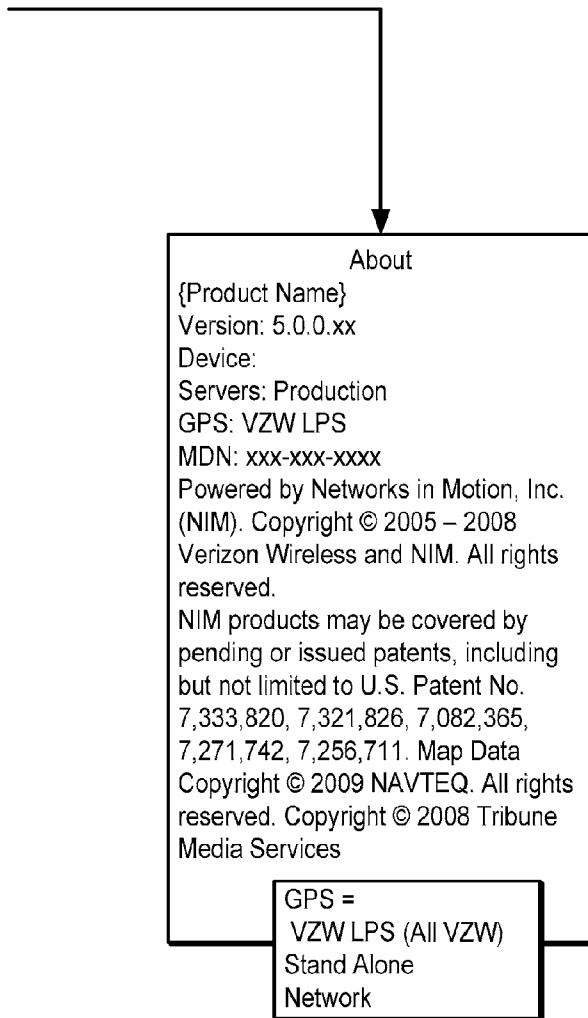 About
{Product Name}
Version: 5.0.0.xx
Device:
Servers: Production
GPS: VZW LPS
MDN: xxx-xxx-xxxx
Powered by Networks in Motion, Inc.
(NIM). Copyright © 2005 – 2008
Verizon Wireless and NIM. All rights
reserved.
NIM products may be covered by
pending or issued patents, including
but not limited to U.S. Patent No.
7,333,820, 7,321,826, 7,082,365,
7,271,742, 7,256,711. Map Data
Copyright © 2009 NAVTEQ. All rights
reserved. Copyright © 2008 Tribune
Media Services
GPS =
VZW LPS (All VZW)
Stand Alone
Network